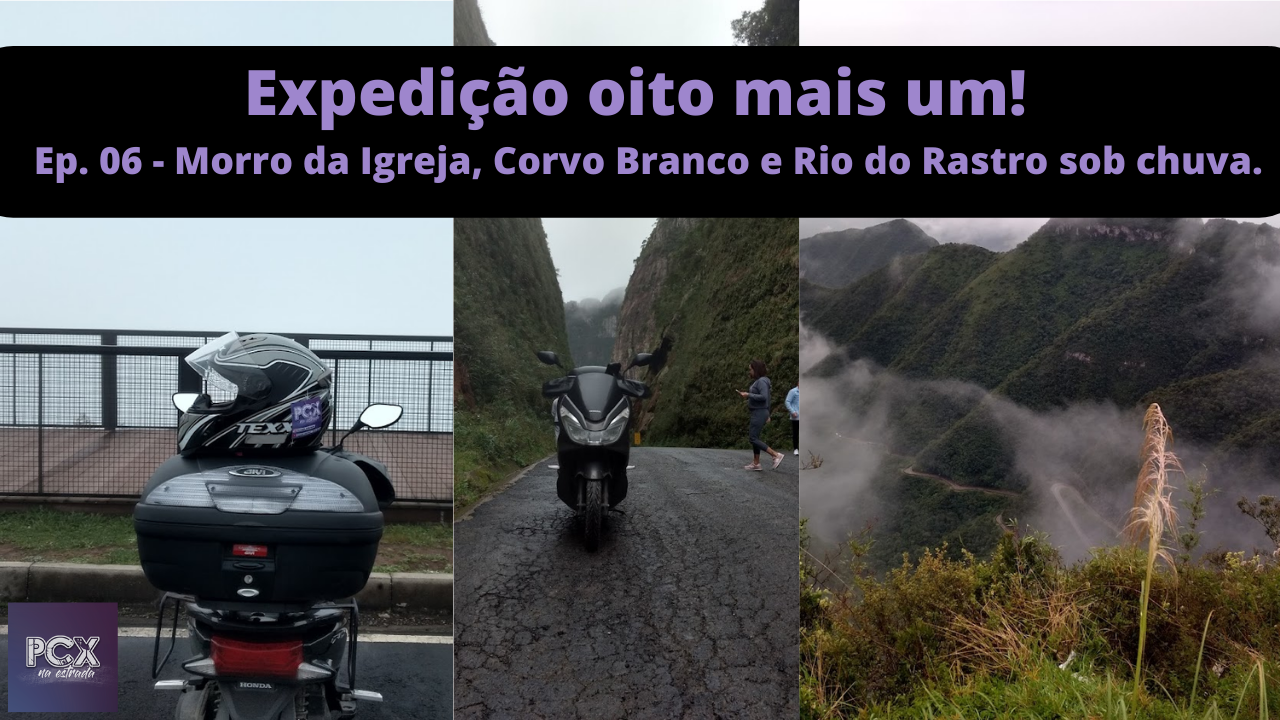 Expedição oito mais um!
Ep. 06 - Morro da Igreja, Corvo Branco e Rio do Rastro sob chuva.
PCX
TEXX
GIVI
HONDA
PCX
na estrada